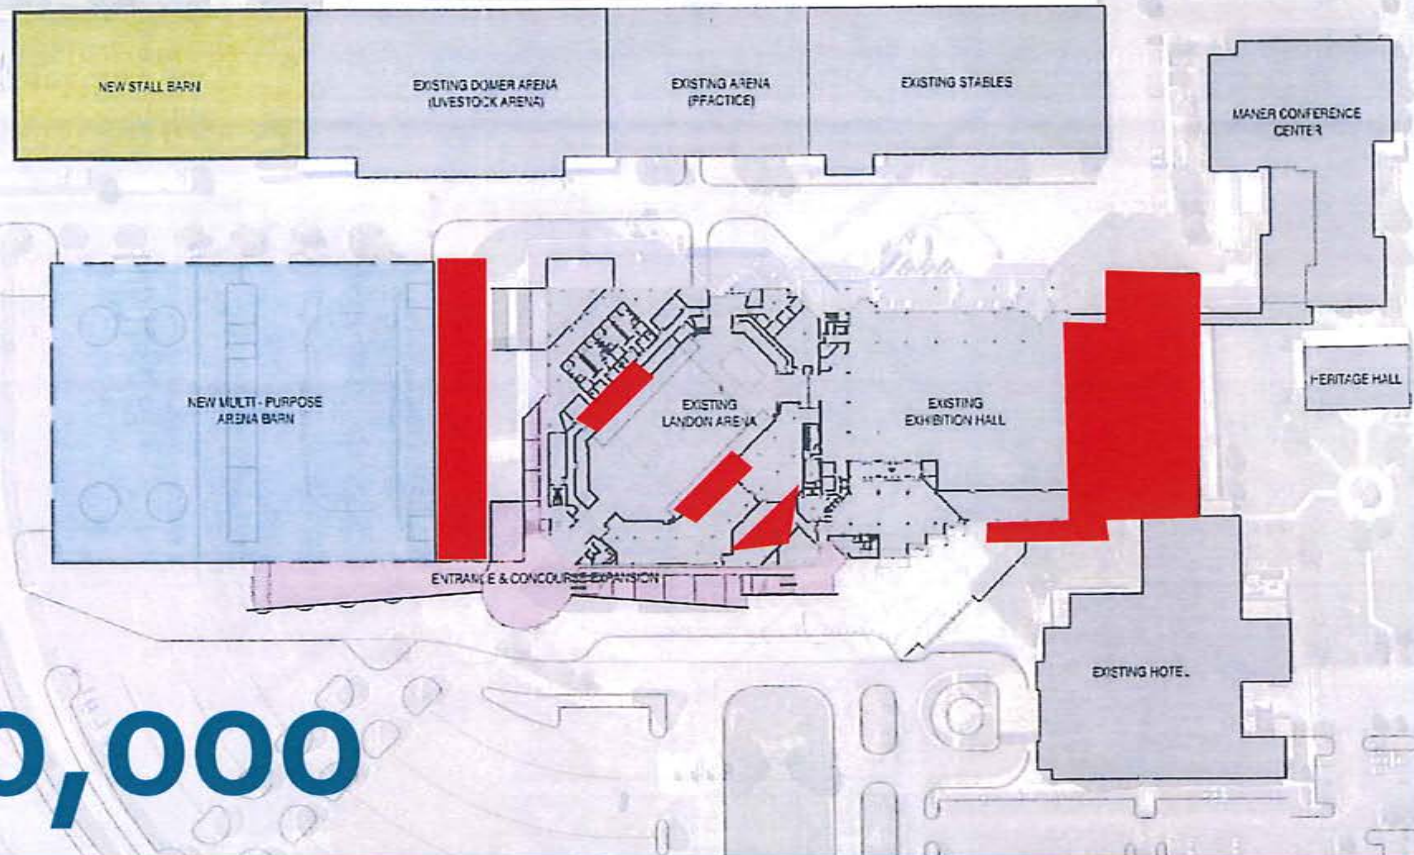 NEW STALL BARN
EXISTING DOMER ARENA
(LIVESTOCK ARENA)
EXISTING ARENA
(PRACTICE)
EXISTING STABLES
MANER CONFERENCE
CENTER
NEW MULTI - PURPOSE
ARENA BARN
EXISTING
LANDON ARENA
EXISTING
EXHIBITION HALL
HERITAGE HALL
ENTRANCE & CONCOURSE EXPANSION
EXISTING HOTEL
0,000